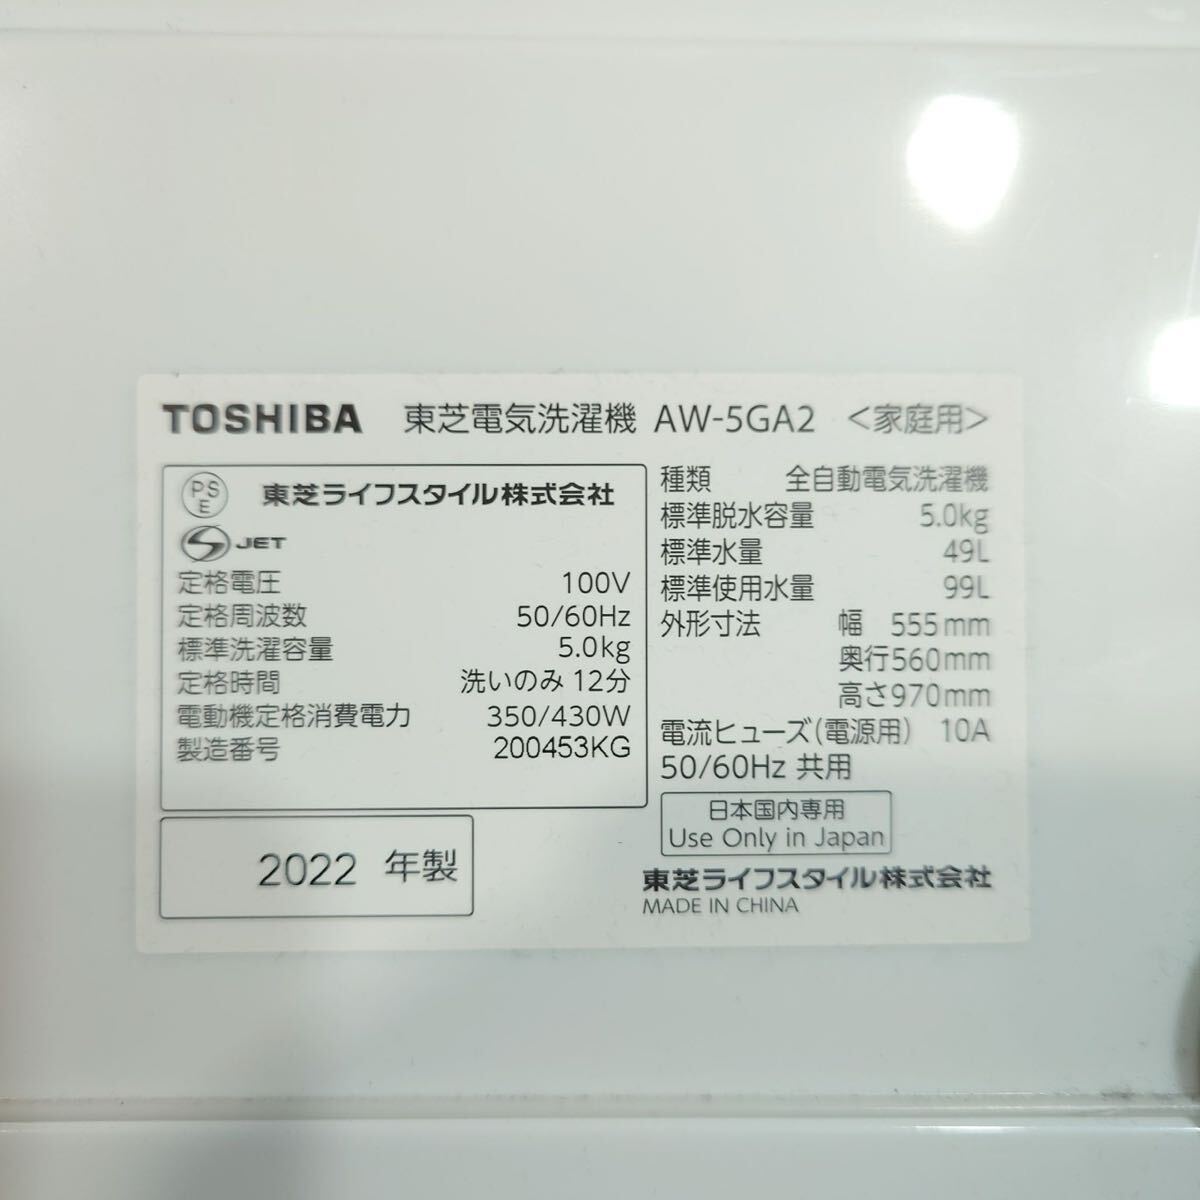 TOSHIBA 東芝電気洗濯機 AW-5GA2 <家庭用>
PSE 東芝ライフスタイル株式会社
JET
定格電圧 100V
定格周波数 50/60Hz
標準洗濯容量 5.0kg
定格時間 洗いのみ 12分
電動機定格消費電力 350/430W
製造番号 200453KG
2022 年製
種類 全自動電気洗濯機
標準脱水容量 5.0kg
標準水量 49L
標準使用水量 99L
外形寸法 幅 555mm
奥行560mm
高さ970mm
電流ヒューズ(電源用) 10A
50/60Hz 共用
日本国内専用
Use Only in Japan
東芝ライフスタイル株式会社
MADE IN CHINA